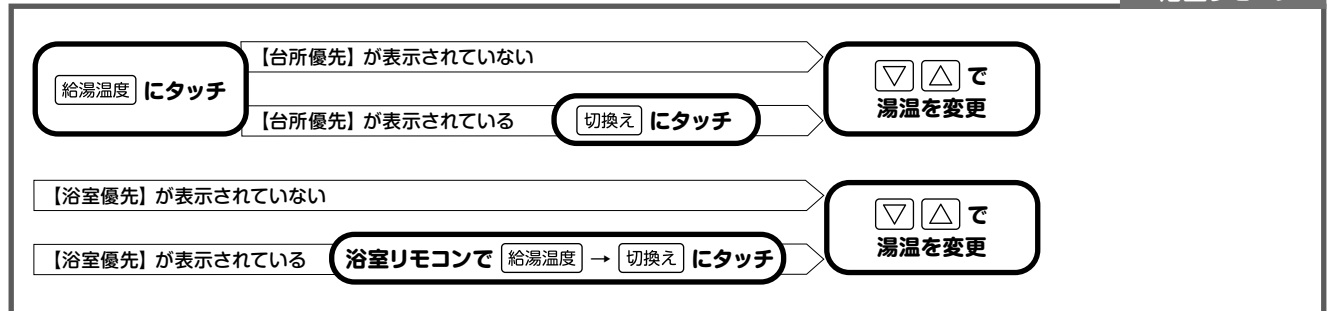 【台所優先】が表示されていない
給湯温度 にタッチ
【台所優先】が表示されている
切換え にタッチ
▽ △ で
湯温を変更
【浴室優先】が表示されていない
【浴室優先】が表示されている
浴室リモコンで 給湯温度 → 切換え にタッチ
▽ △ で
湯温を変更